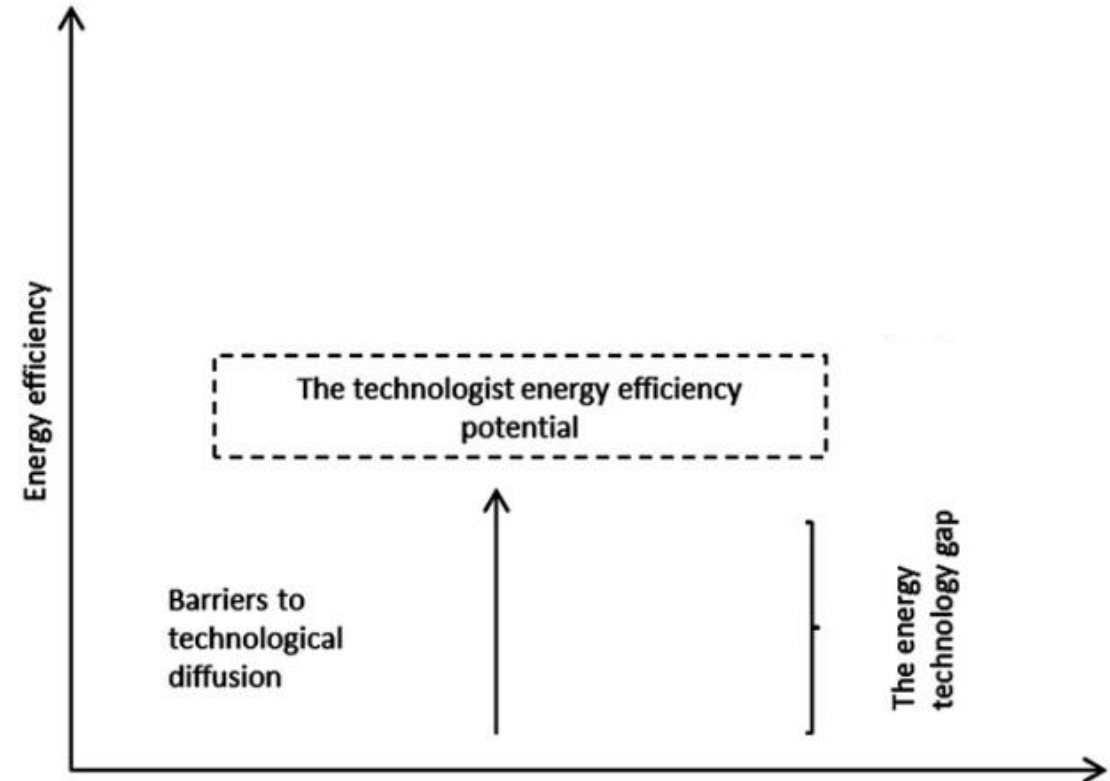 Energy efficiency
The technologist energy efficiency
potential
Barriers to
technological
diffusion
The energy
technology gap